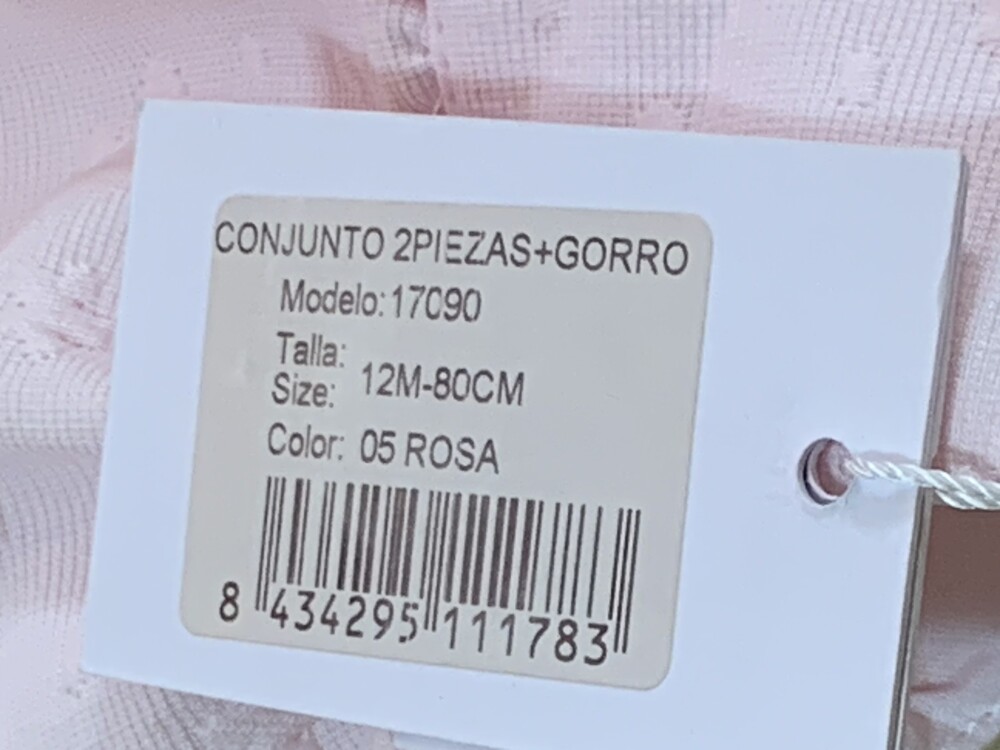 CONJUNTO 2PIEZAS+GORRO
Modelo: 17090
Talla:
Size: 12M-80CM
Color: 05 ROSA
8 434295 111783